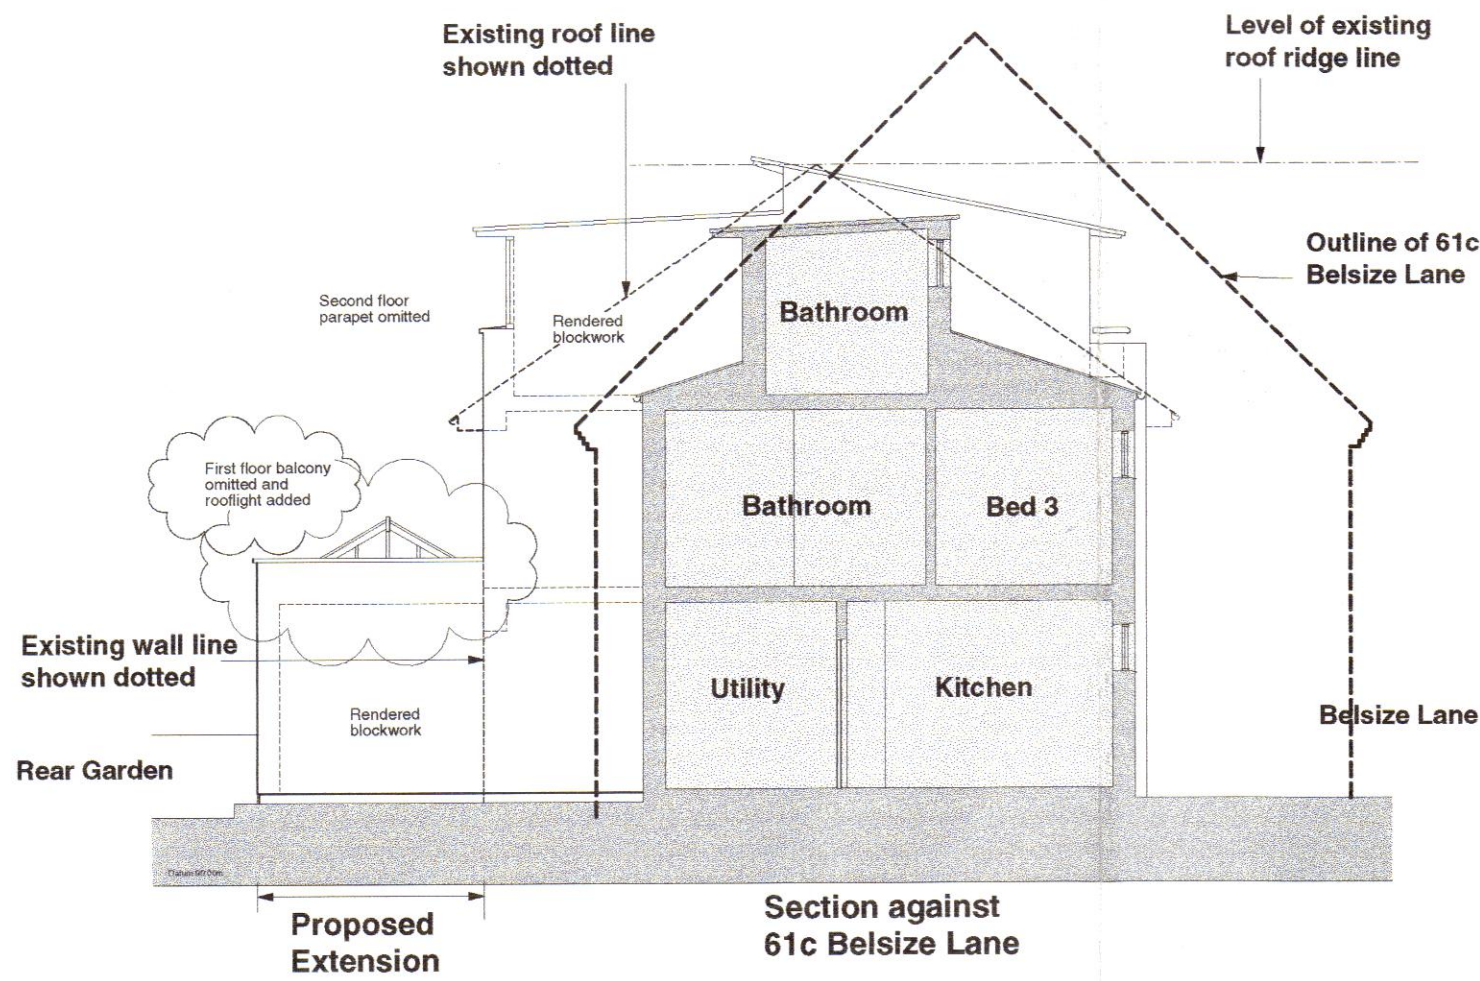 Existing roof line
shown dotted
Level of existing
roof ridge line
Outline of 61c
Belsize Lane
Second floor
parapet omitted
Rendered
blockwork
Bathroom
First floor balcony
omitted and
rooflight added
Bathroom
Bed 3
Existing wall line
shown dotted
Utility
Kitchen
Rendered
blockwork
Belsize Lane
Rear Garden
Proposed
Extension
Section against
61c Belsize Lane